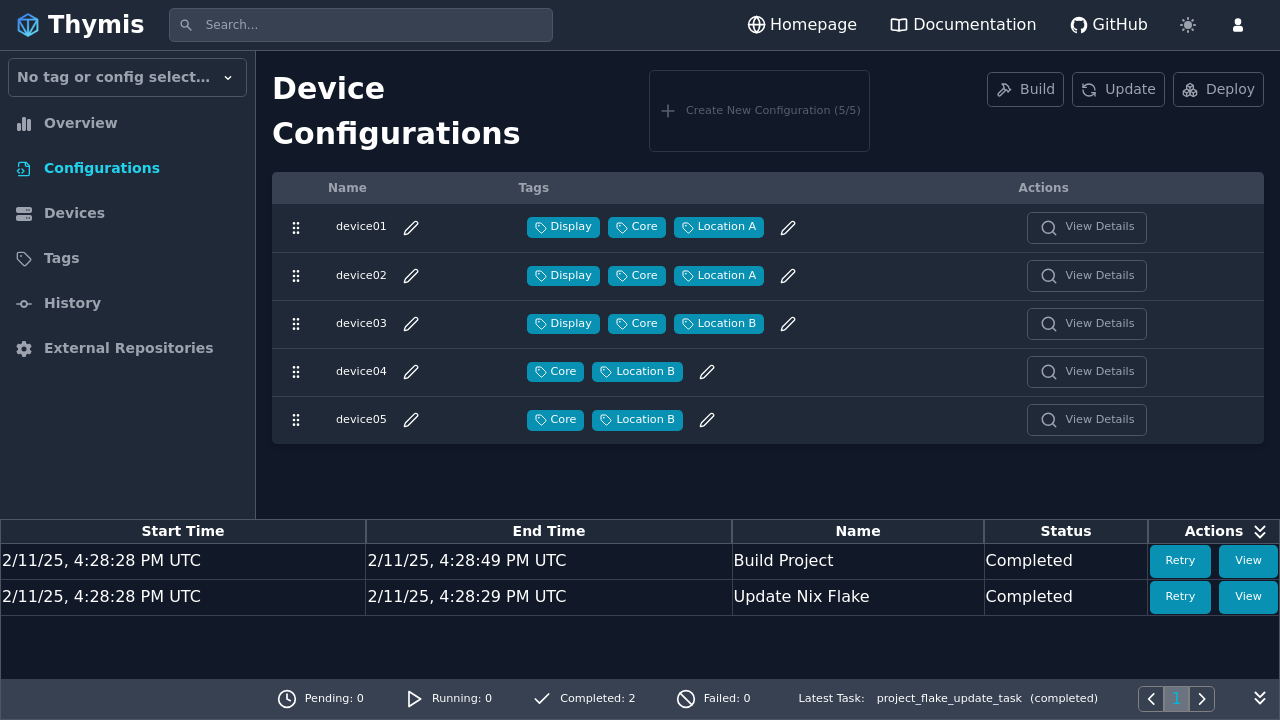 Thymis
Search...
Homepage
Documentation
GitHub
No tag or config select...
Overview
Configurations
Devices
Tags
History
External Repositories
Device
Configurations
Create New Configuration (5/5)
Build
Update
Deploy
Name Tags Actions
device01 Display Core Location A View Details
device02 Display Core Location A View Details
device03 Display Core Location B View Details
device04 Core Location B View Details
device05 Core Location B View Details
Start Time End Time Name Status Actions
2/11/25, 4:28:28 PM UTC 2/11/25, 4:28:49 PM UTC Build Project Completed Retry View
2/11/25, 4:28:28 PM UTC 2/11/25, 4:28:29 PM UTC Update Nix Flake Completed Retry View
Pending: 0 Running: 0 Completed: 2 Failed: 0 Latest Task: project_flake_update_task (completed) 1